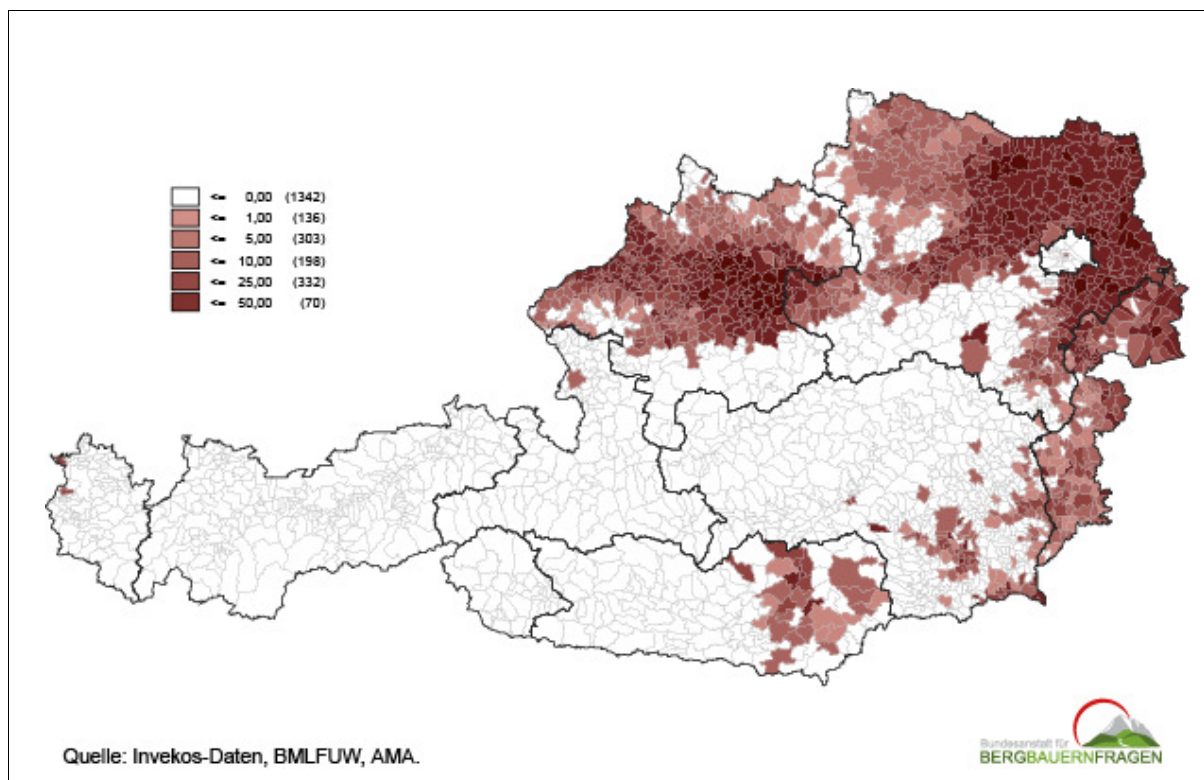 <= 0,00 (1342)
<= 1,00 (136)
<= 5,00 (303)
<= 10,00 (198)
<= 25,00 (332)
<= 50,00 (70)
Quelle: Invekos-Daten, BMLFUW, AMA.
Bundesanstalt für
BERGBAUERNFRAGEN